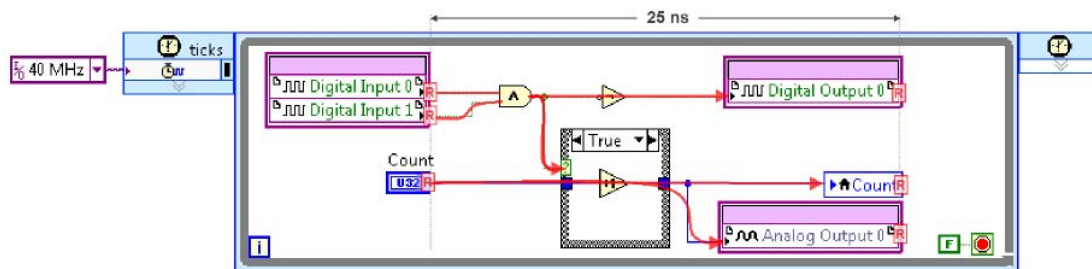 25 ns
ticks
40 MHz
Digital Input 0 R
Digital Input 1 R
Digital Output 0 R
True
?
Count
U32 R
Count R
Analog Output 0 R
i
F